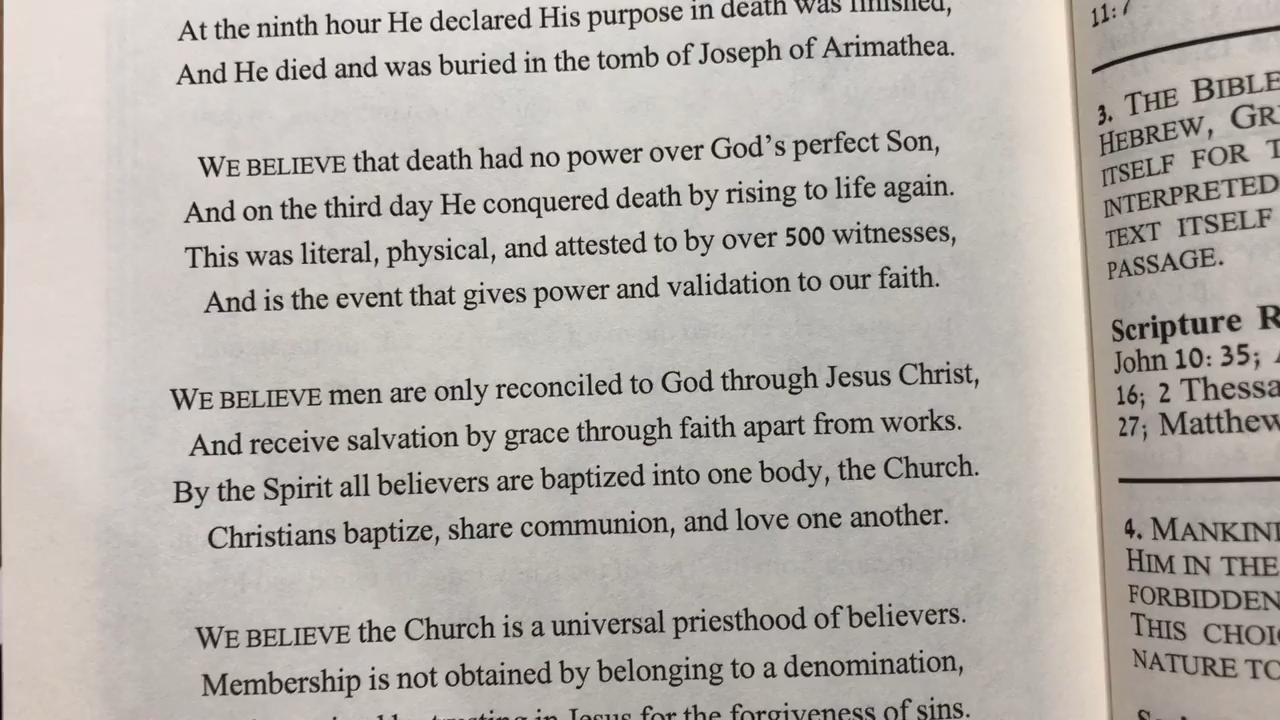 At the ninth hour He declared His purpose in death was finished,
And He died and was buried in the tomb of Joseph of Arimathea.
WE BELIEVE that death had no power over God's perfect Son,
And on the third day He conquered death by rising to life again.
This was literal, physical, and attested to by over 500 witnesses,
And is the event that gives power and validation to our faith.
WE BELIEVE men are only reconciled to God through Jesus Christ,
And receive salvation by grace through faith apart from works.
By the Spirit all believers are baptized into one body, the Church.
Christians baptize, share communion, and love one another.
WE BELIEVE the Church is a universal priesthood of believers.
Membership is not obtained by belonging to a denomination,
in Jesus for the forgiveness of sins.
3. THE BIBLE
HEBREW,
ITSELF FOR
INTERPRETED
TEXT ITSELF
PASSAGE.
Scripture
John 10: 35;
16; 2
27; Matthew
4.
HIM IN THE
FORBIDDEN
THIS
NATURE TO